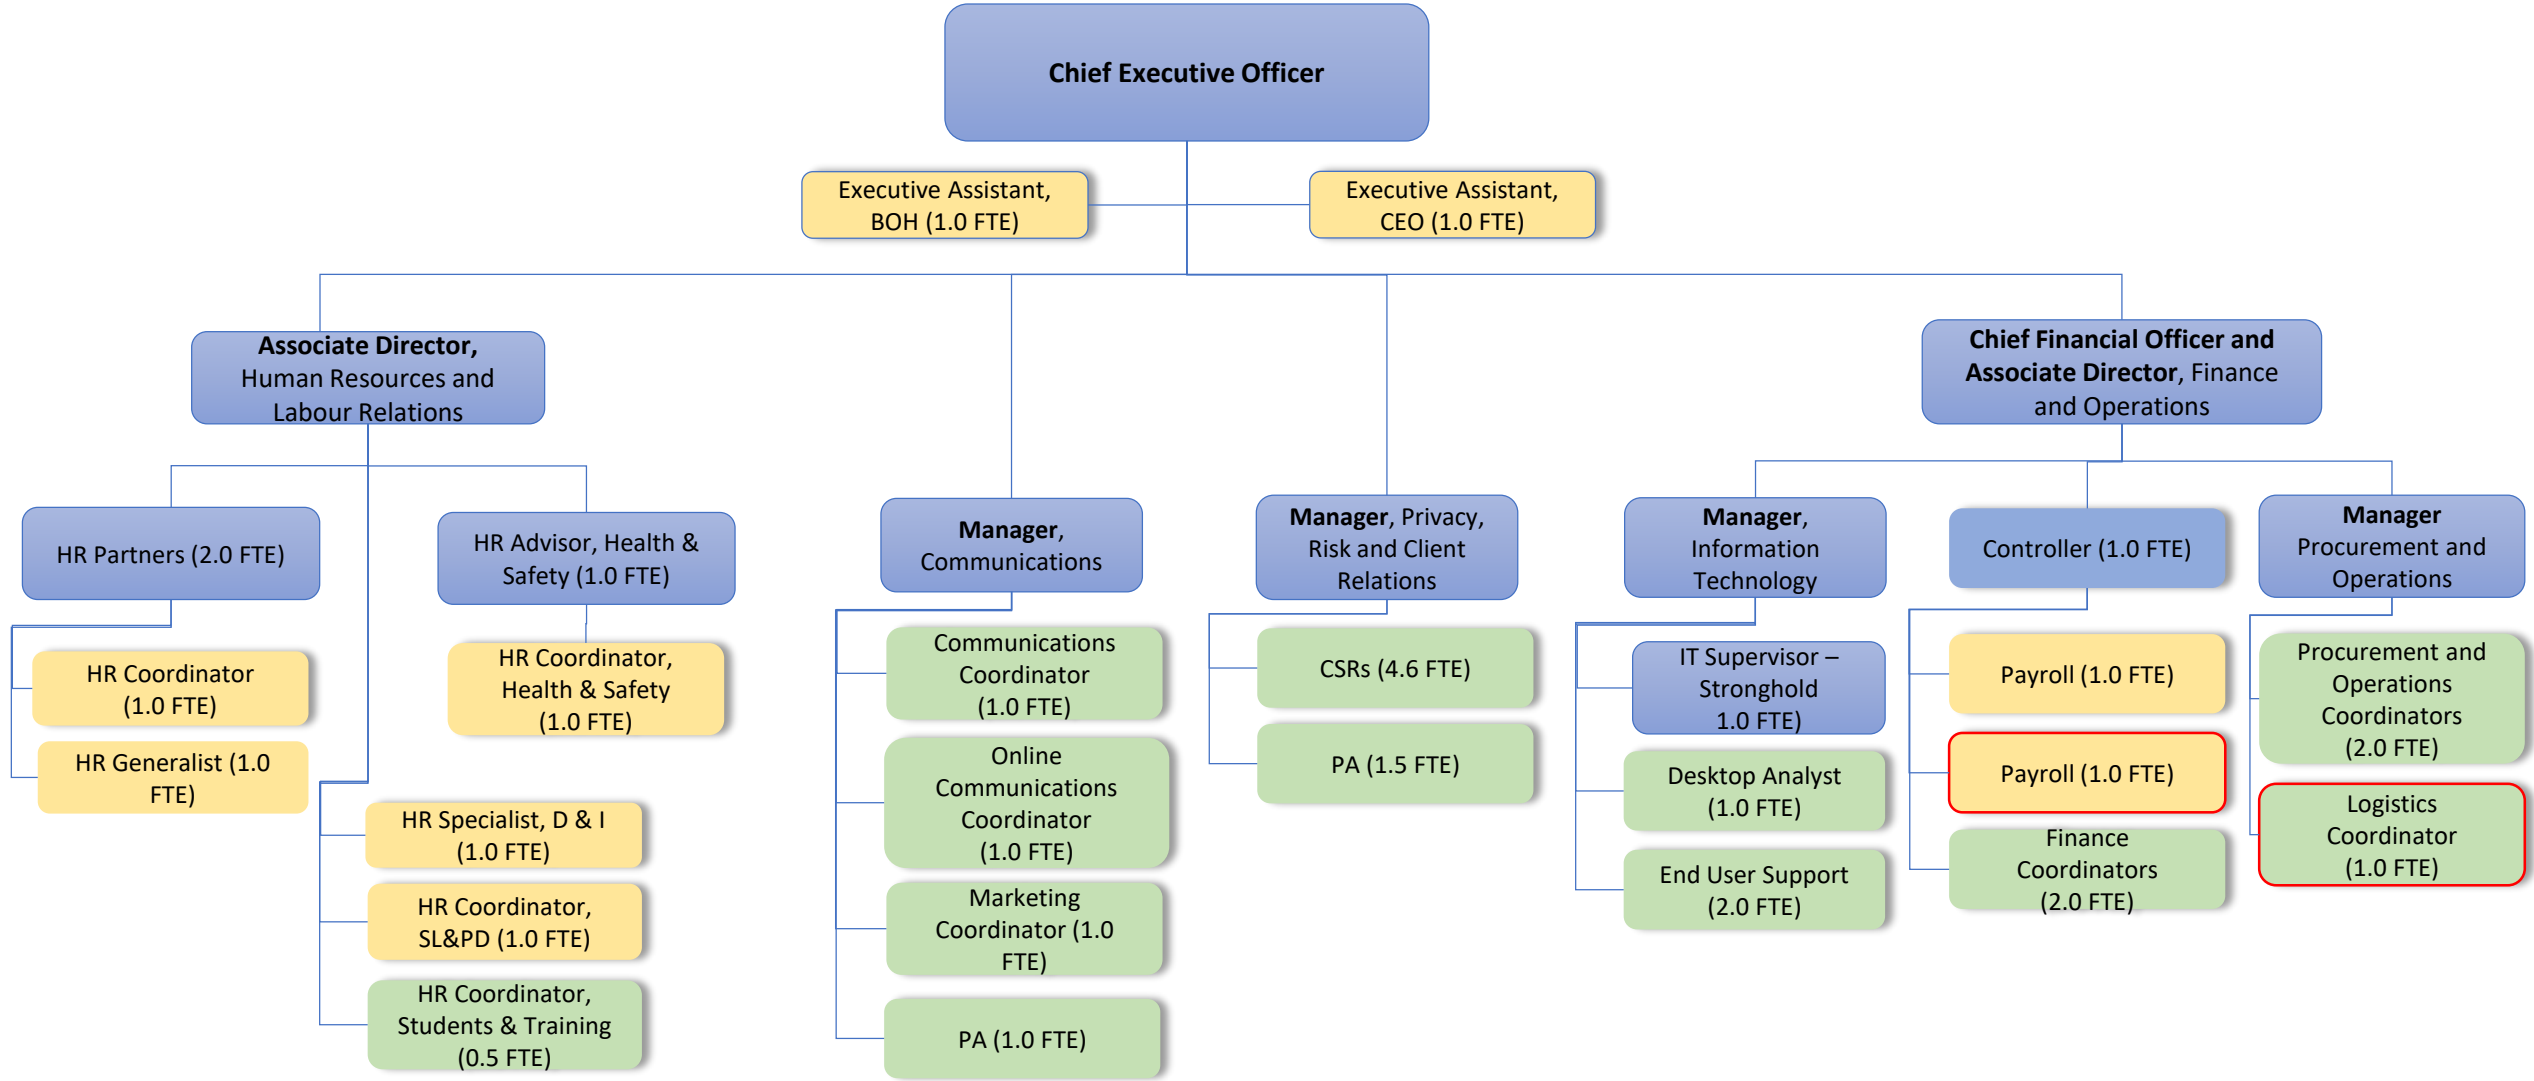 Chief Executive Officer
Executive Assistant,
BOH (1.0 FTE)
Executive Assistant,
CEO (1.0 FTE)
Associate Director,
Human Resources and
Labour Relations
Chief Financial Officer and
Associate Director, Finance
and Operations
HR Partners (2.0 FTE)
HR Advisor, Health &
Safety (1.0 FTE)
Manager,
Communications
Manager, Privacy,
Risk and Client
Relations
Manager,
Information
Technology
Controller (1.0 FTE)
Manager
Procurement and
Operations
HR Coordinator
(1.0 FTE)
HR Generalist (1.0
FTE)
HR Coordinator,
Health & Safety
(1.0 FTE)
HR Specialist, D & I
(1.0 FTE)
HR Coordinator,
SL&PD (1.0 FTE)
HR Coordinator,
Students & Training
(0.5 FTE)
Communications
Coordinator
(1.0 FTE)
Online
Communications
Coordinator
(1.0 FTE)
Marketing
Coordinator (1.0
FTE)
PA (1.0 FTE)
CSRs (4.6 FTE)
PA (1.5 FTE)
IT Supervisor –
Stronghold
1.0 FTE)
Desktop Analyst
(1.0 FTE)
End User Support
(2.0 FTE)
Payroll (1.0 FTE)
Payroll (1.0 FTE)
Finance
Coordinators
(2.0 FTE)
Procurement and
Operations
Coordinators
(2.0 FTE)
Logistics
Coordinator
(1.0 FTE)